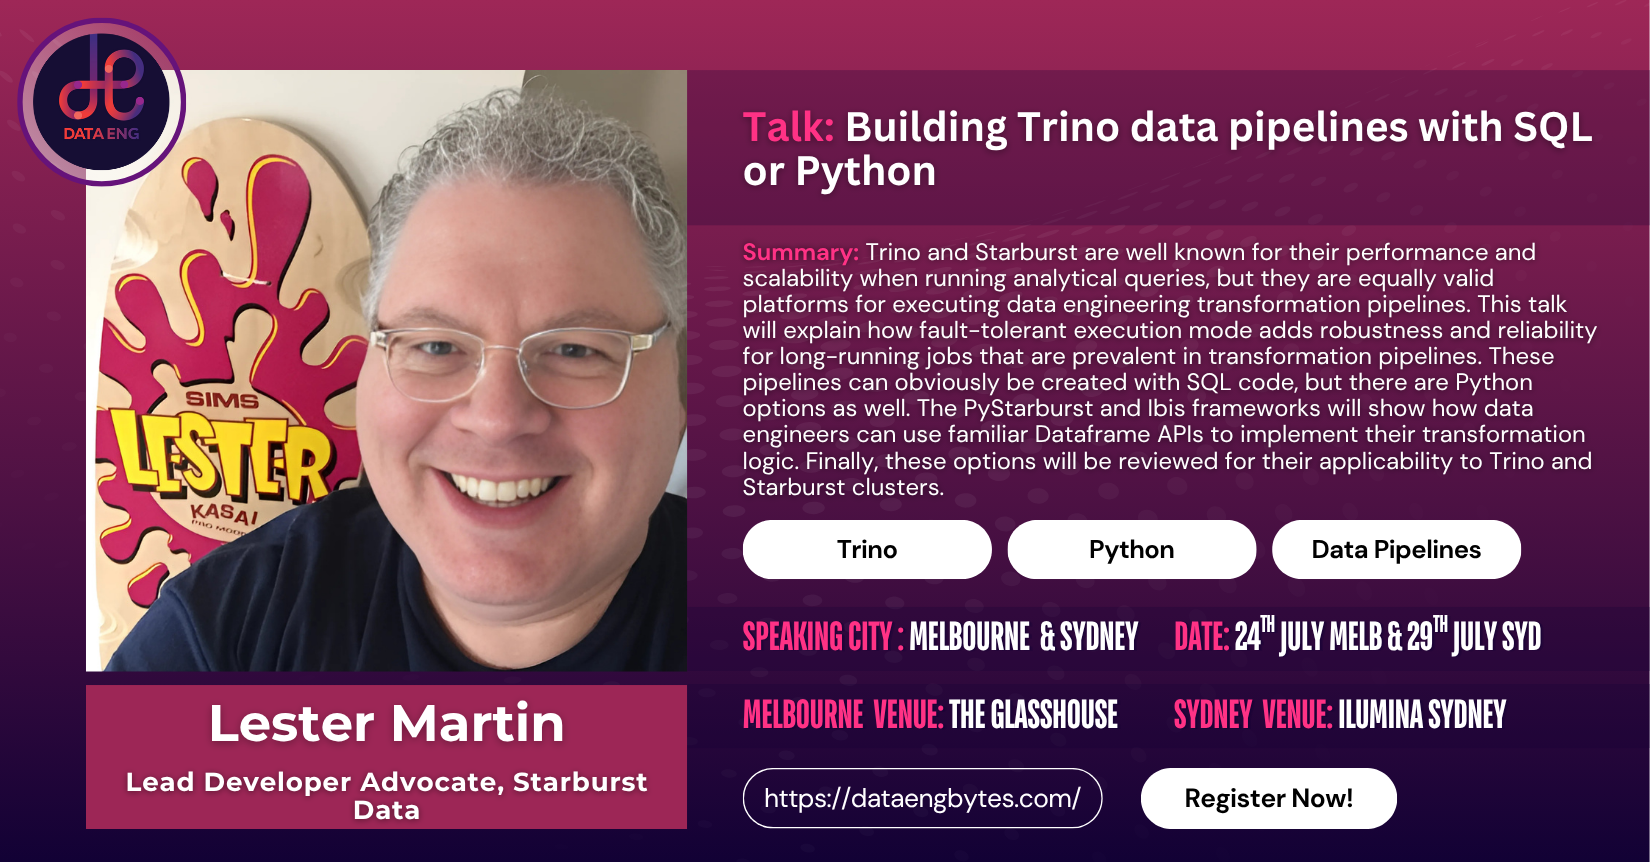 DATA ENG
SIMS
LESTER
KASAI
PRO MODEL
Lester Martin
Lead Developer Advocate, Starburst
Data
Talk: Building Trino data pipelines with SQL
or Python
Summary: Trino and Starburst are well known for their performance and
scalability when running analytical queries, but they are equally valid
platforms for executing data engineering transformation pipelines. This talk
will explain how fault-tolerant execution mode adds robustness and reliability
for long-running jobs that are prevalent in transformation pipelines. These
pipelines can obviously be created with SQL code, but there are Python
options as well. The PyStarburst and Ibis frameworks will show how data
engineers can use familiar Dataframe APIs to implement their transformation
logic. Finally, these options will be reviewed for their applicability to Trino and
Starburst clusters.
Trino Python Data Pipelines
SPEAKING CITY : MELBOURNE & SYDNEY DATE: 24TH JULY MELB & 29TH JULY SYD
MELBOURNE VENUE: THE GLASSHOUSE SYDNEY VENUE: ILUMINA SYDNEY
https://dataengbytes.com/ Register Now!